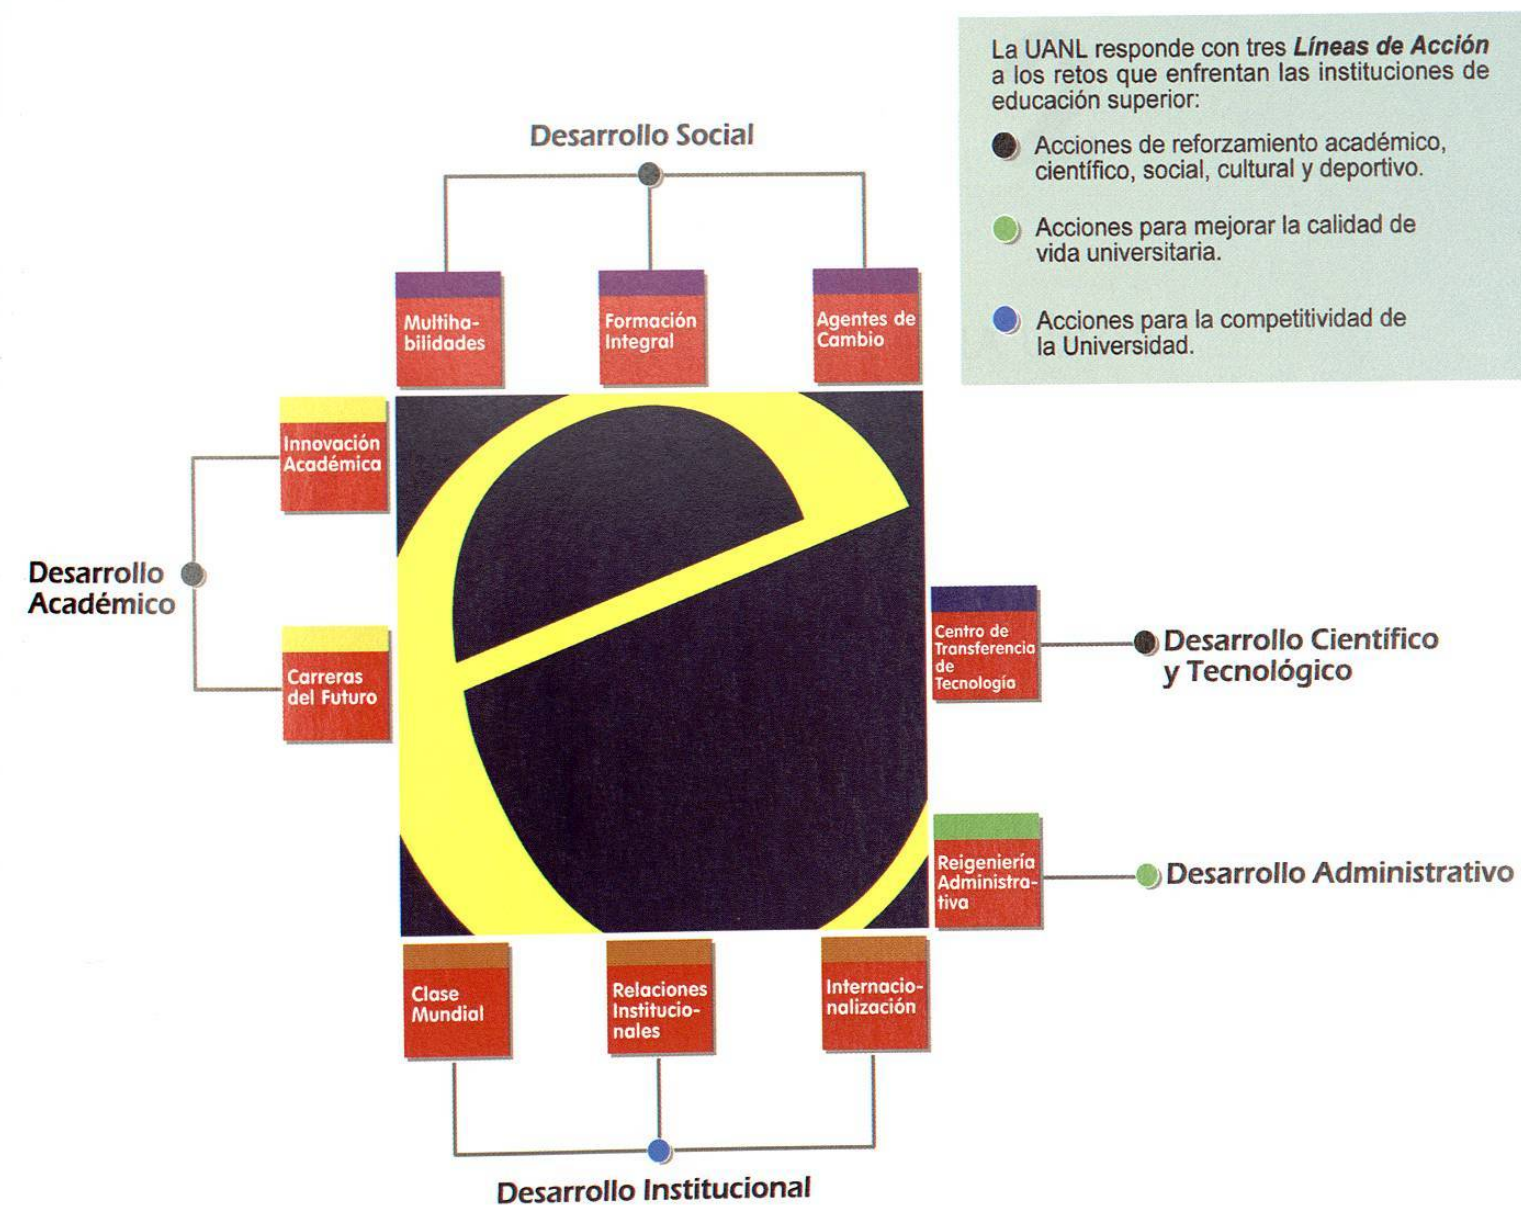 La UANL responde con tres Líneas de Acción
a los retos que enfrentan las instituciones de
educación superior:
Acciones de reforzamiento académico,
científico, social, cultural y deportivo.
Acciones para mejorar la calidad de
vida universitaria.
Acciones para la competitividad de
la Universidad.
Desarrollo Social
Multiha-
bilidades
Formación
Integral
Agentes de
Cambio
Innovación
Académica
Desarrollo
Académico
Carreras
del Futuro
e
Centro de
Transferencia
de
Tecnología
Desarrollo Científico
y Tecnológico
Reigeniería
Administra-
tiva
Desarrollo Administrativo
Clase
Mundial
Relaciones
Institucio-
nales
Internacio-
nalización
Desarrollo Institucional